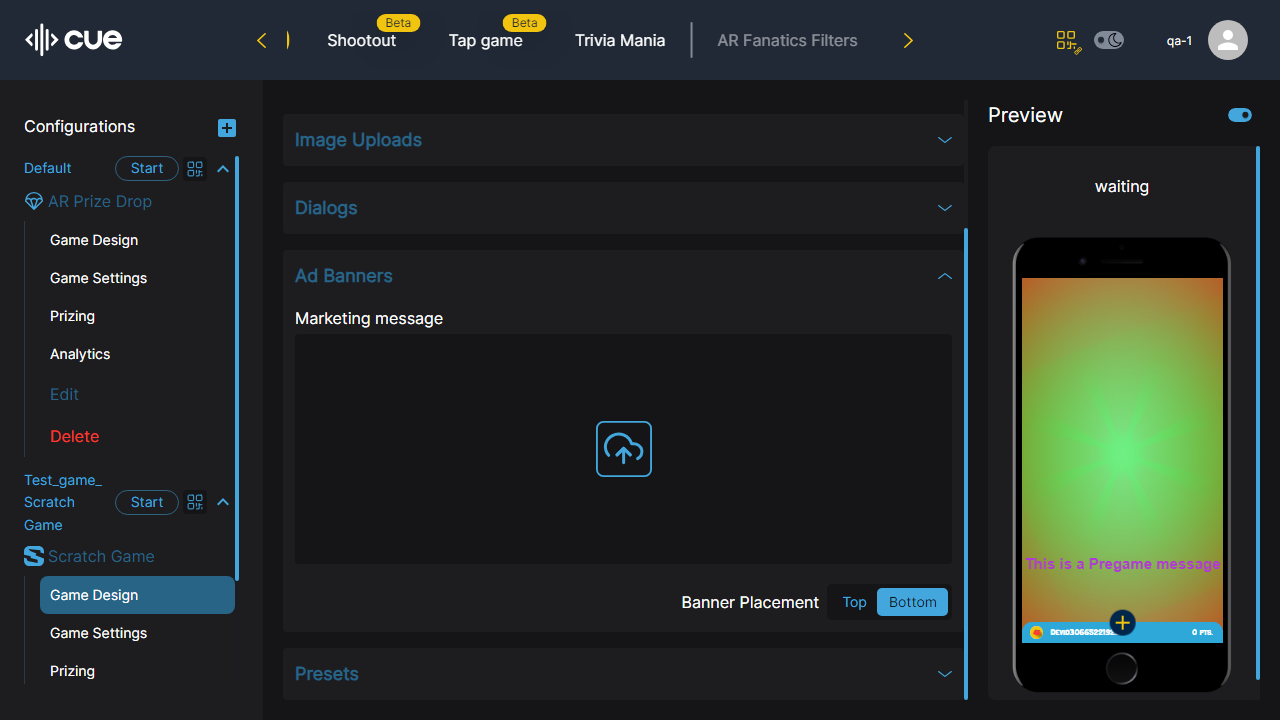 cue
Beta
Shootout
Beta
Tap game
Trivia Mania
AR Fanatics Filters
qa-1
Configurations
Default
Start
AR Prize Drop
Game Design
Game Settings
Prizing
Analytics
Edit
Delete
Test_game_
Scratch
Game
Start
Scratch Game
Game Design
Game Settings
Prizing
Image Uploads
Dialogs
Ad Banners
Marketing message
Banner Placement
Top
Bottom
Presets
Preview
waiting
This is a Pregame message
0 PTS.